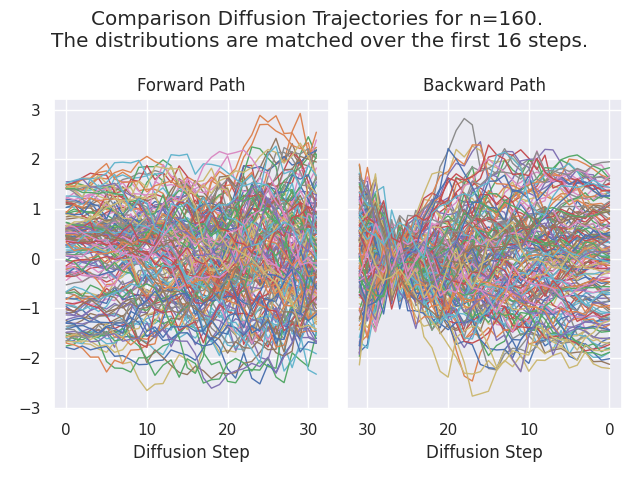 Comparison Diffusion Trajectories for n=160.
The distributions are matched over the first 16 steps.
Forward Path
Backward Path
3
2
1
0
−1
−2
−3
0 10 20 30
30 20 10 0
Diffusion Step
Diffusion Step